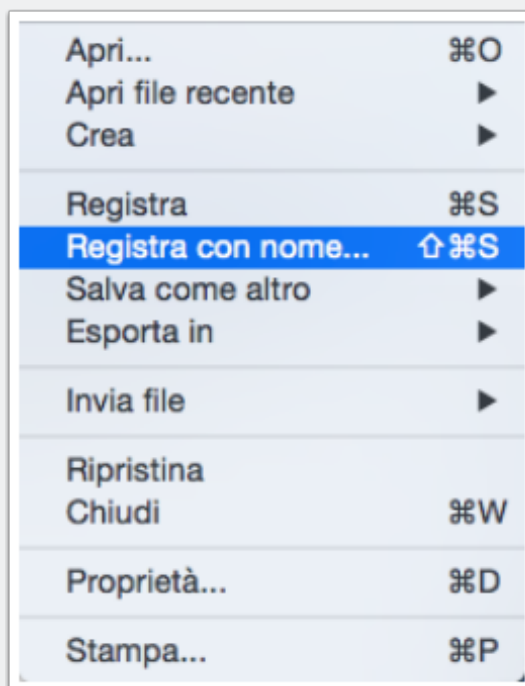 Apri... ⌘O
Apri file recente ▶
Crea ▶
Registra ⌘S
Registra con nome... ⇧⌘S
Salva come altro ▶
Esporta in ▶
Invia file ▶
Ripristina
Chiudi ⌘W
Proprietà... ⌘D
Stampa... ⌘P